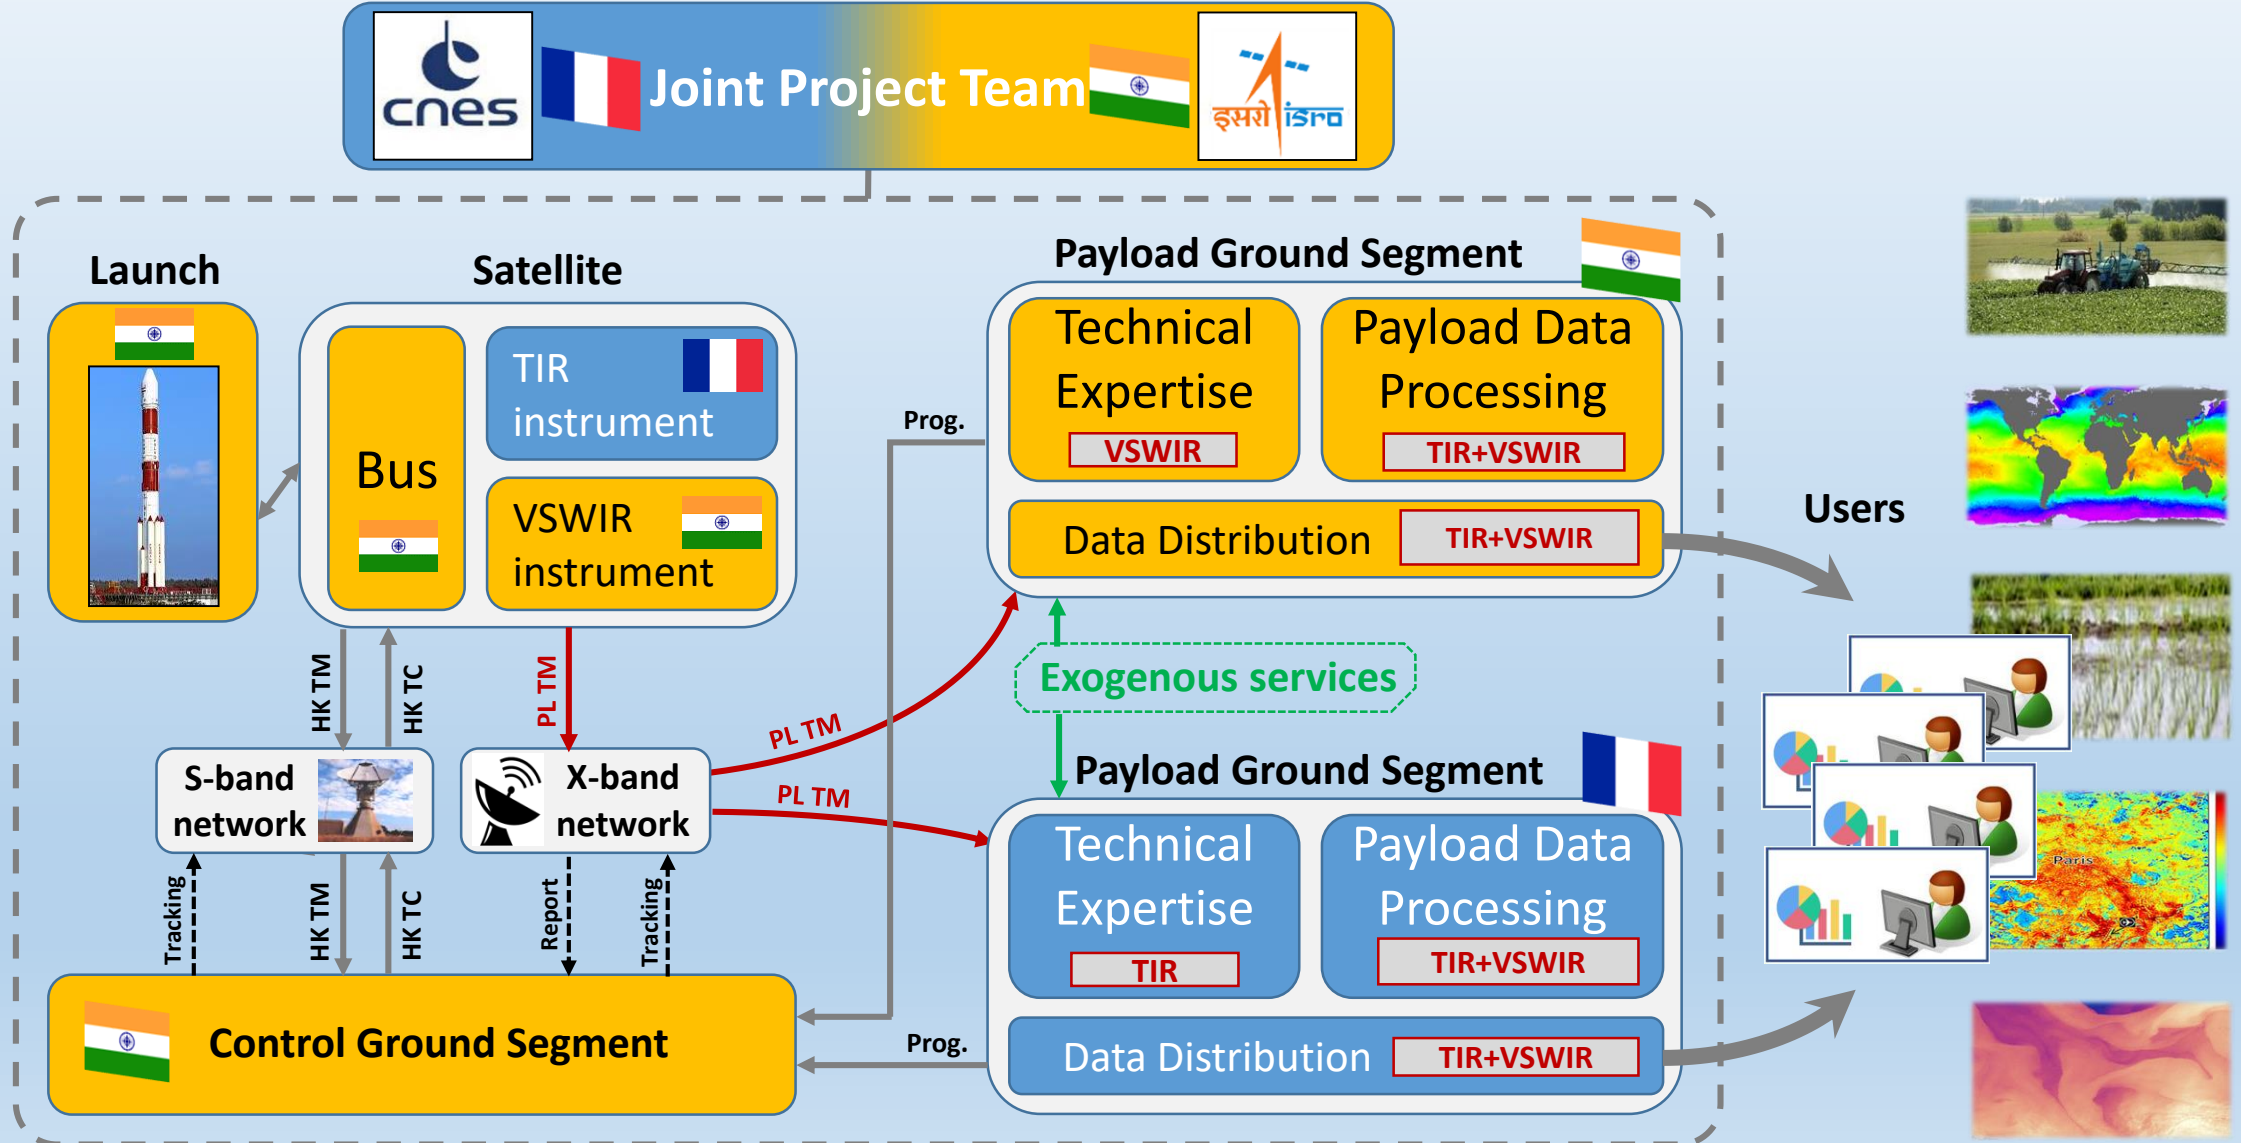 cnes
Joint Project Team
इसरो isro
Launch
Satellite
Bus
TIR
instrument
VSWIR
instrument
HK TM
HK TC
PL TM
S-band
network
X-band
network
PL TM
PL TM
Tracking
HK TM
HK TC
Report
Tracking
Control Ground Segment
Prog.
Prog.
Payload Ground Segment
Technical
Expertise
VSWIR
Payload Data
Processing
TIR+VSWIR
Data Distribution
TIR+VSWIR
Exogenous services
Payload Ground Segment
Technical
Expertise
TIR
Payload Data
Processing
TIR+VSWIR
Data Distribution
TIR+VSWIR
Users
Paris